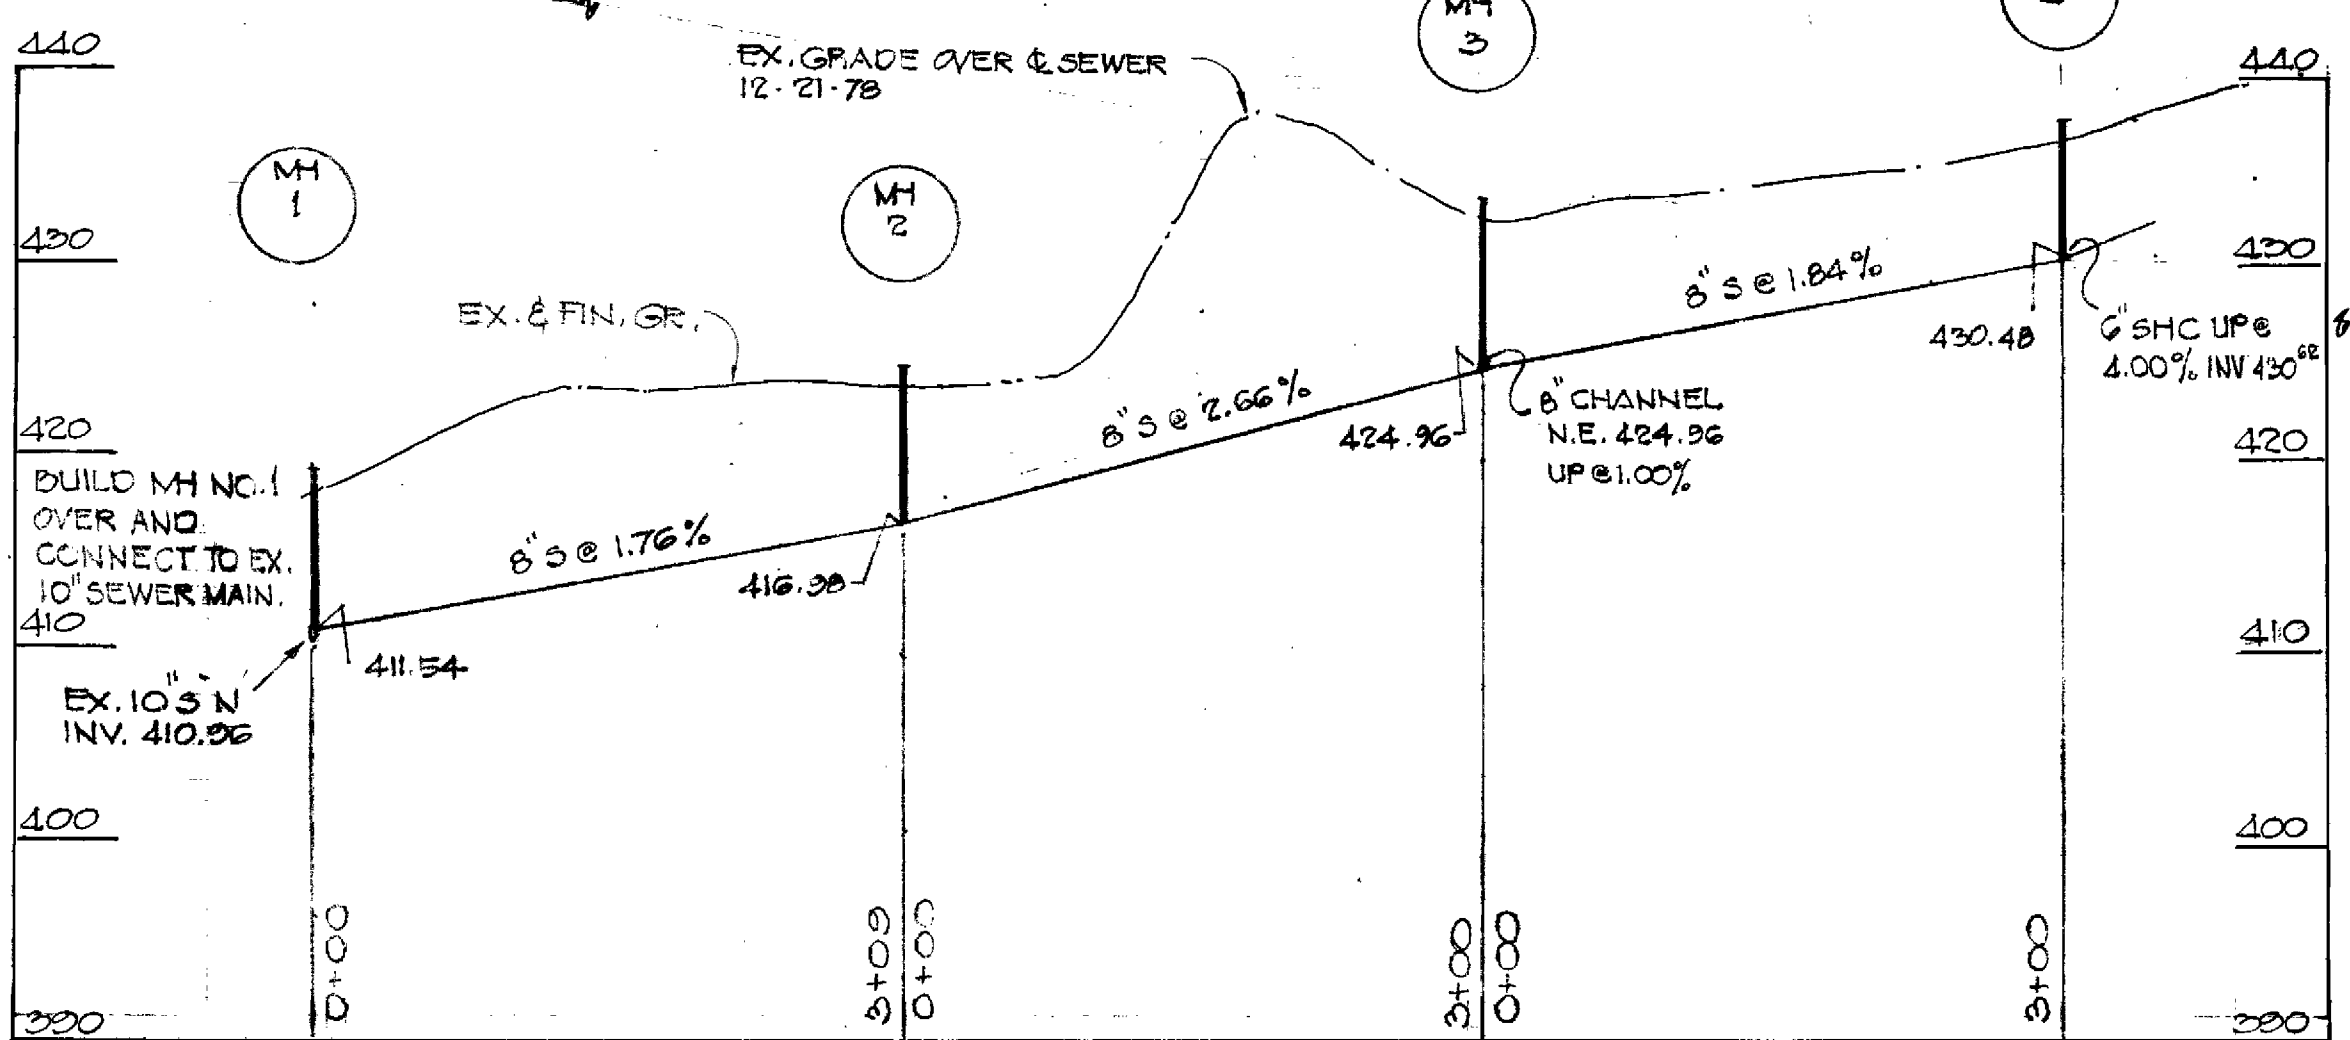 440
EX. GRADE OVER ℄ SEWER
12-21-78
MH
3
440
MH
1
MH
2
430
EX. & FIN. GR.
8" S @ 1.84%
430
430.48
6" SHC UP @
4.00% INV 430 62
420
8" S @ 2.66%
424.96
8" CHANNEL
N.E. 424.96
UP @ 1.00%
420
BUILD MH NO. 1
OVER AND
CONNECT TO EX.
10" SEWER MAIN.
8" S @ 1.76%
416.98
410
411.54
410
EX. 10" S N
INV. 410.96
400
400
0+00
3+09
0+00
3+00
0+00
3+00
390
390